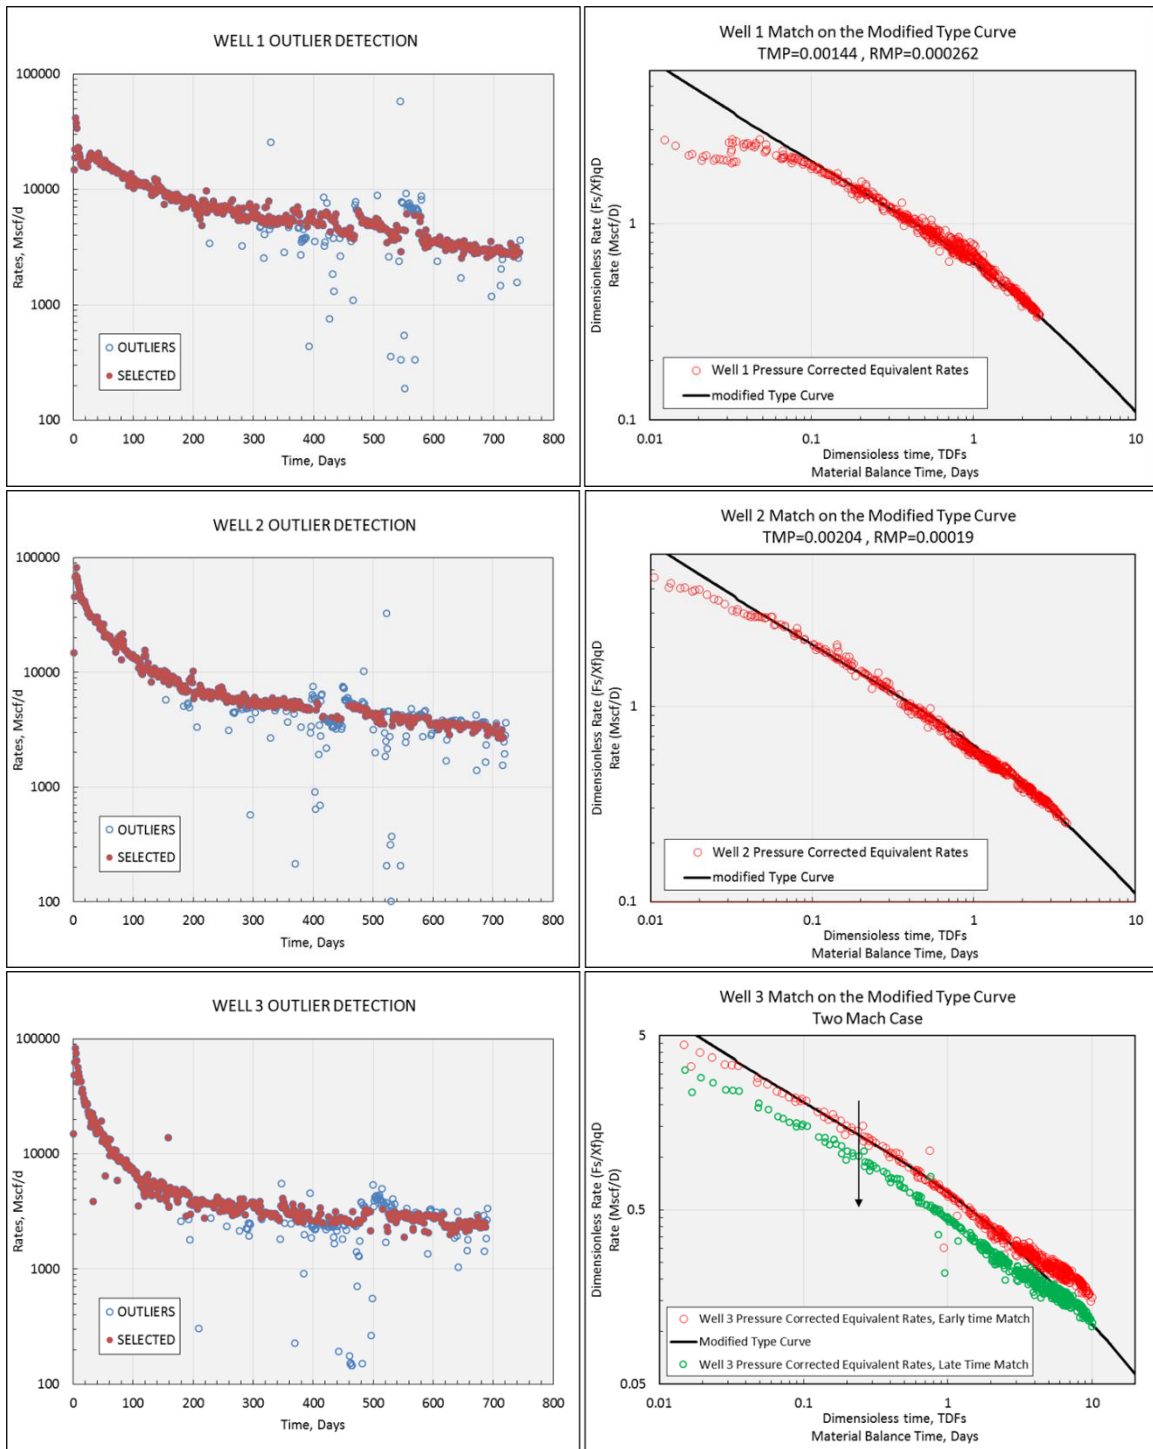 WELL 1 OUTLIER DETECTION
Rates, Mscf/d
100000
10000
1000
100
OUTLIERS
SELECTED
0 100 200 300 400 500 600 700 800
Time, Days
Well 1 Match on the Modified Type Curve
TMP=0.00144 , RMP=0.000262
Dimensionless Rate (Fs/Xf)qD
Rate (Mscf/D)
1
0.1
Well 1 Pressure Corrected Equivalent Rates
modified Type Curve
0.01 0.1 1 10
Dimensioless time, TDFs
Material Balance Time, Days
WELL 2 OUTLIER DETECTION
Rates, Mscf/d
100000
10000
1000
100
OUTLIERS
SELECTED
0 100 200 300 400 500 600 700 800
Time, Days
Well 2 Match on the Modified Type Curve
TMP=0.00204 , RMP=0.00019
Dimensionless Rate (Fs/Xf)qD
Rate (Mscf/D)
1
0.1
Well 2 Pressure Corrected Equivalent Rates
modified Type Curve
0.01 0.1 1 10
Dimensioless time, TDFs
Material Balance Time, Days
WELL 3 OUTLIER DETECTION
Rates, Mscf/d
100000
10000
1000
100
OUTLIERS
SELECTED
0 100 200 300 400 500 600 700 800
Time, Days
Well 3 Match on the Modified Type Curve
Two Mach Case
Dimensionless Rate (Fs/Xf)qD
Rate (Mscf/D)
5
0.5
0.05
Well 3 Pressure Corrected Equivalent Rates, Early time Match
Modified Type Curve
Well 3 Pressure Corrected Equivalent Rates, Late Time Match
0.01 0.1 1 10
Dimensioless time, TDFs
Material Balance Time, Days